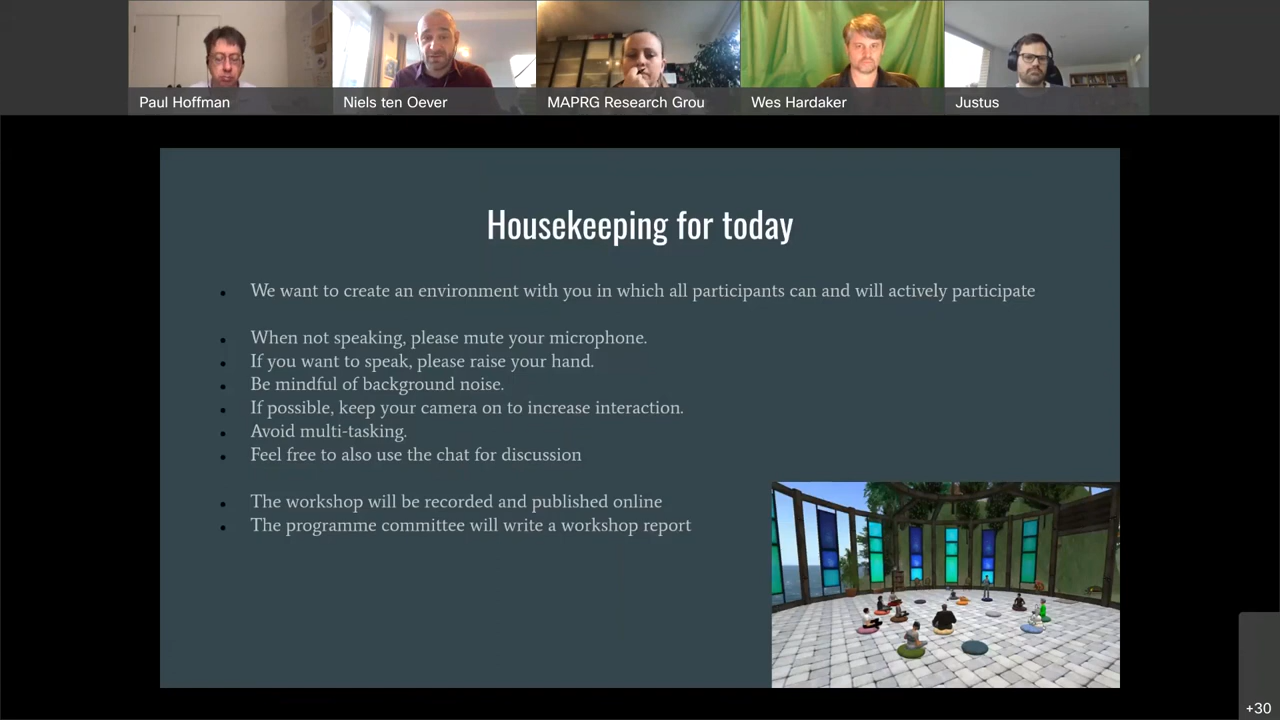 Paul Hoffman
Niels ten Oever
MAPRG Research Grou
Wes Hardaker
Justus
Housekeeping for today
We want to create an environment with you in which all participants can and will actively participate
When not speaking, please mute your microphone.
If you want to speak, please raise your hand.
Be mindful of background noise.
If possible, keep your camera on to increase interaction.
Avoid multi-tasking.
Feel free to also use the chat for discussion
The workshop will be recorded and published online
The programme committee will write a workshop report
+30